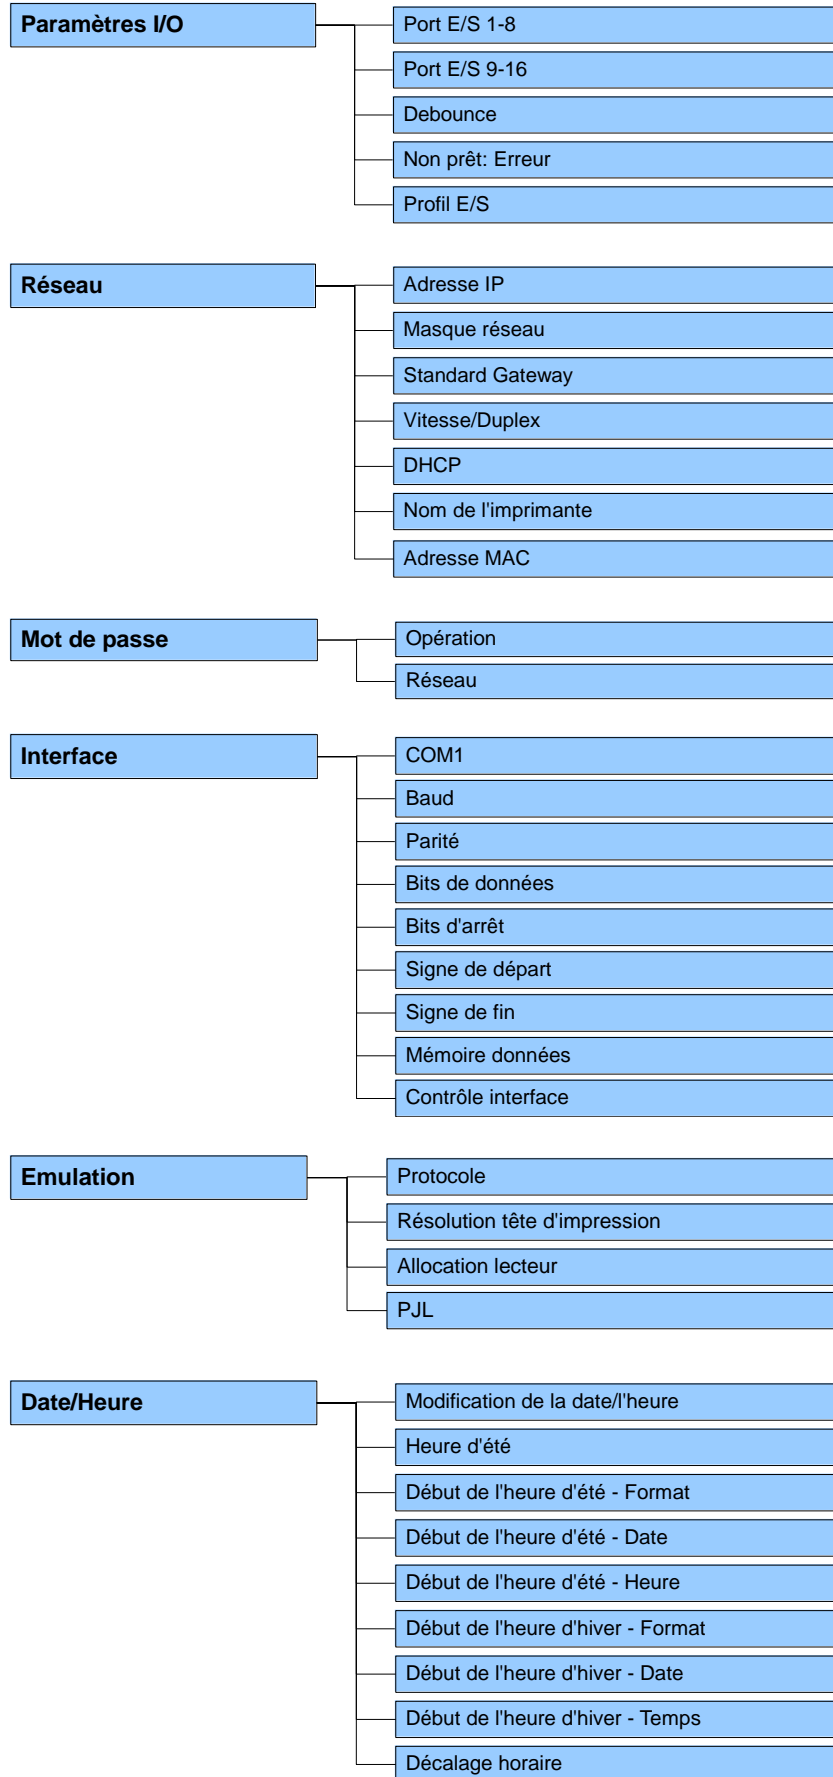 Paramètres I/O
Port E/S 1-8
Port E/S 9-16
Debounce
Non prêt: Erreur
Profil E/S
Réseau
Adresse IP
Masque réseau
Standard Gateway
Vitesse/Duplex
DHCP
Nom de l'imprimante
Adresse MAC
Mot de passe
Opération
Réseau
Interface
COM1
Baud
Parité
Bits de données
Bits d'arrêt
Signe de départ
Signe de fin
Mémoire données
Contrôle interface
Emulation
Protocole
Résolution tête d'impression
Allocation lecteur
PJL
Date/Heure
Modification de la date/l'heure
Heure d'été
Début de l'heure d'été - Format
Début de l'heure d'été - Date
Début de l'heure d'été - Heure
Début de l'heure d'hiver - Format
Début de l'heure d'hiver - Date
Début de l'heure d'hiver - Temps
Décalage horaire